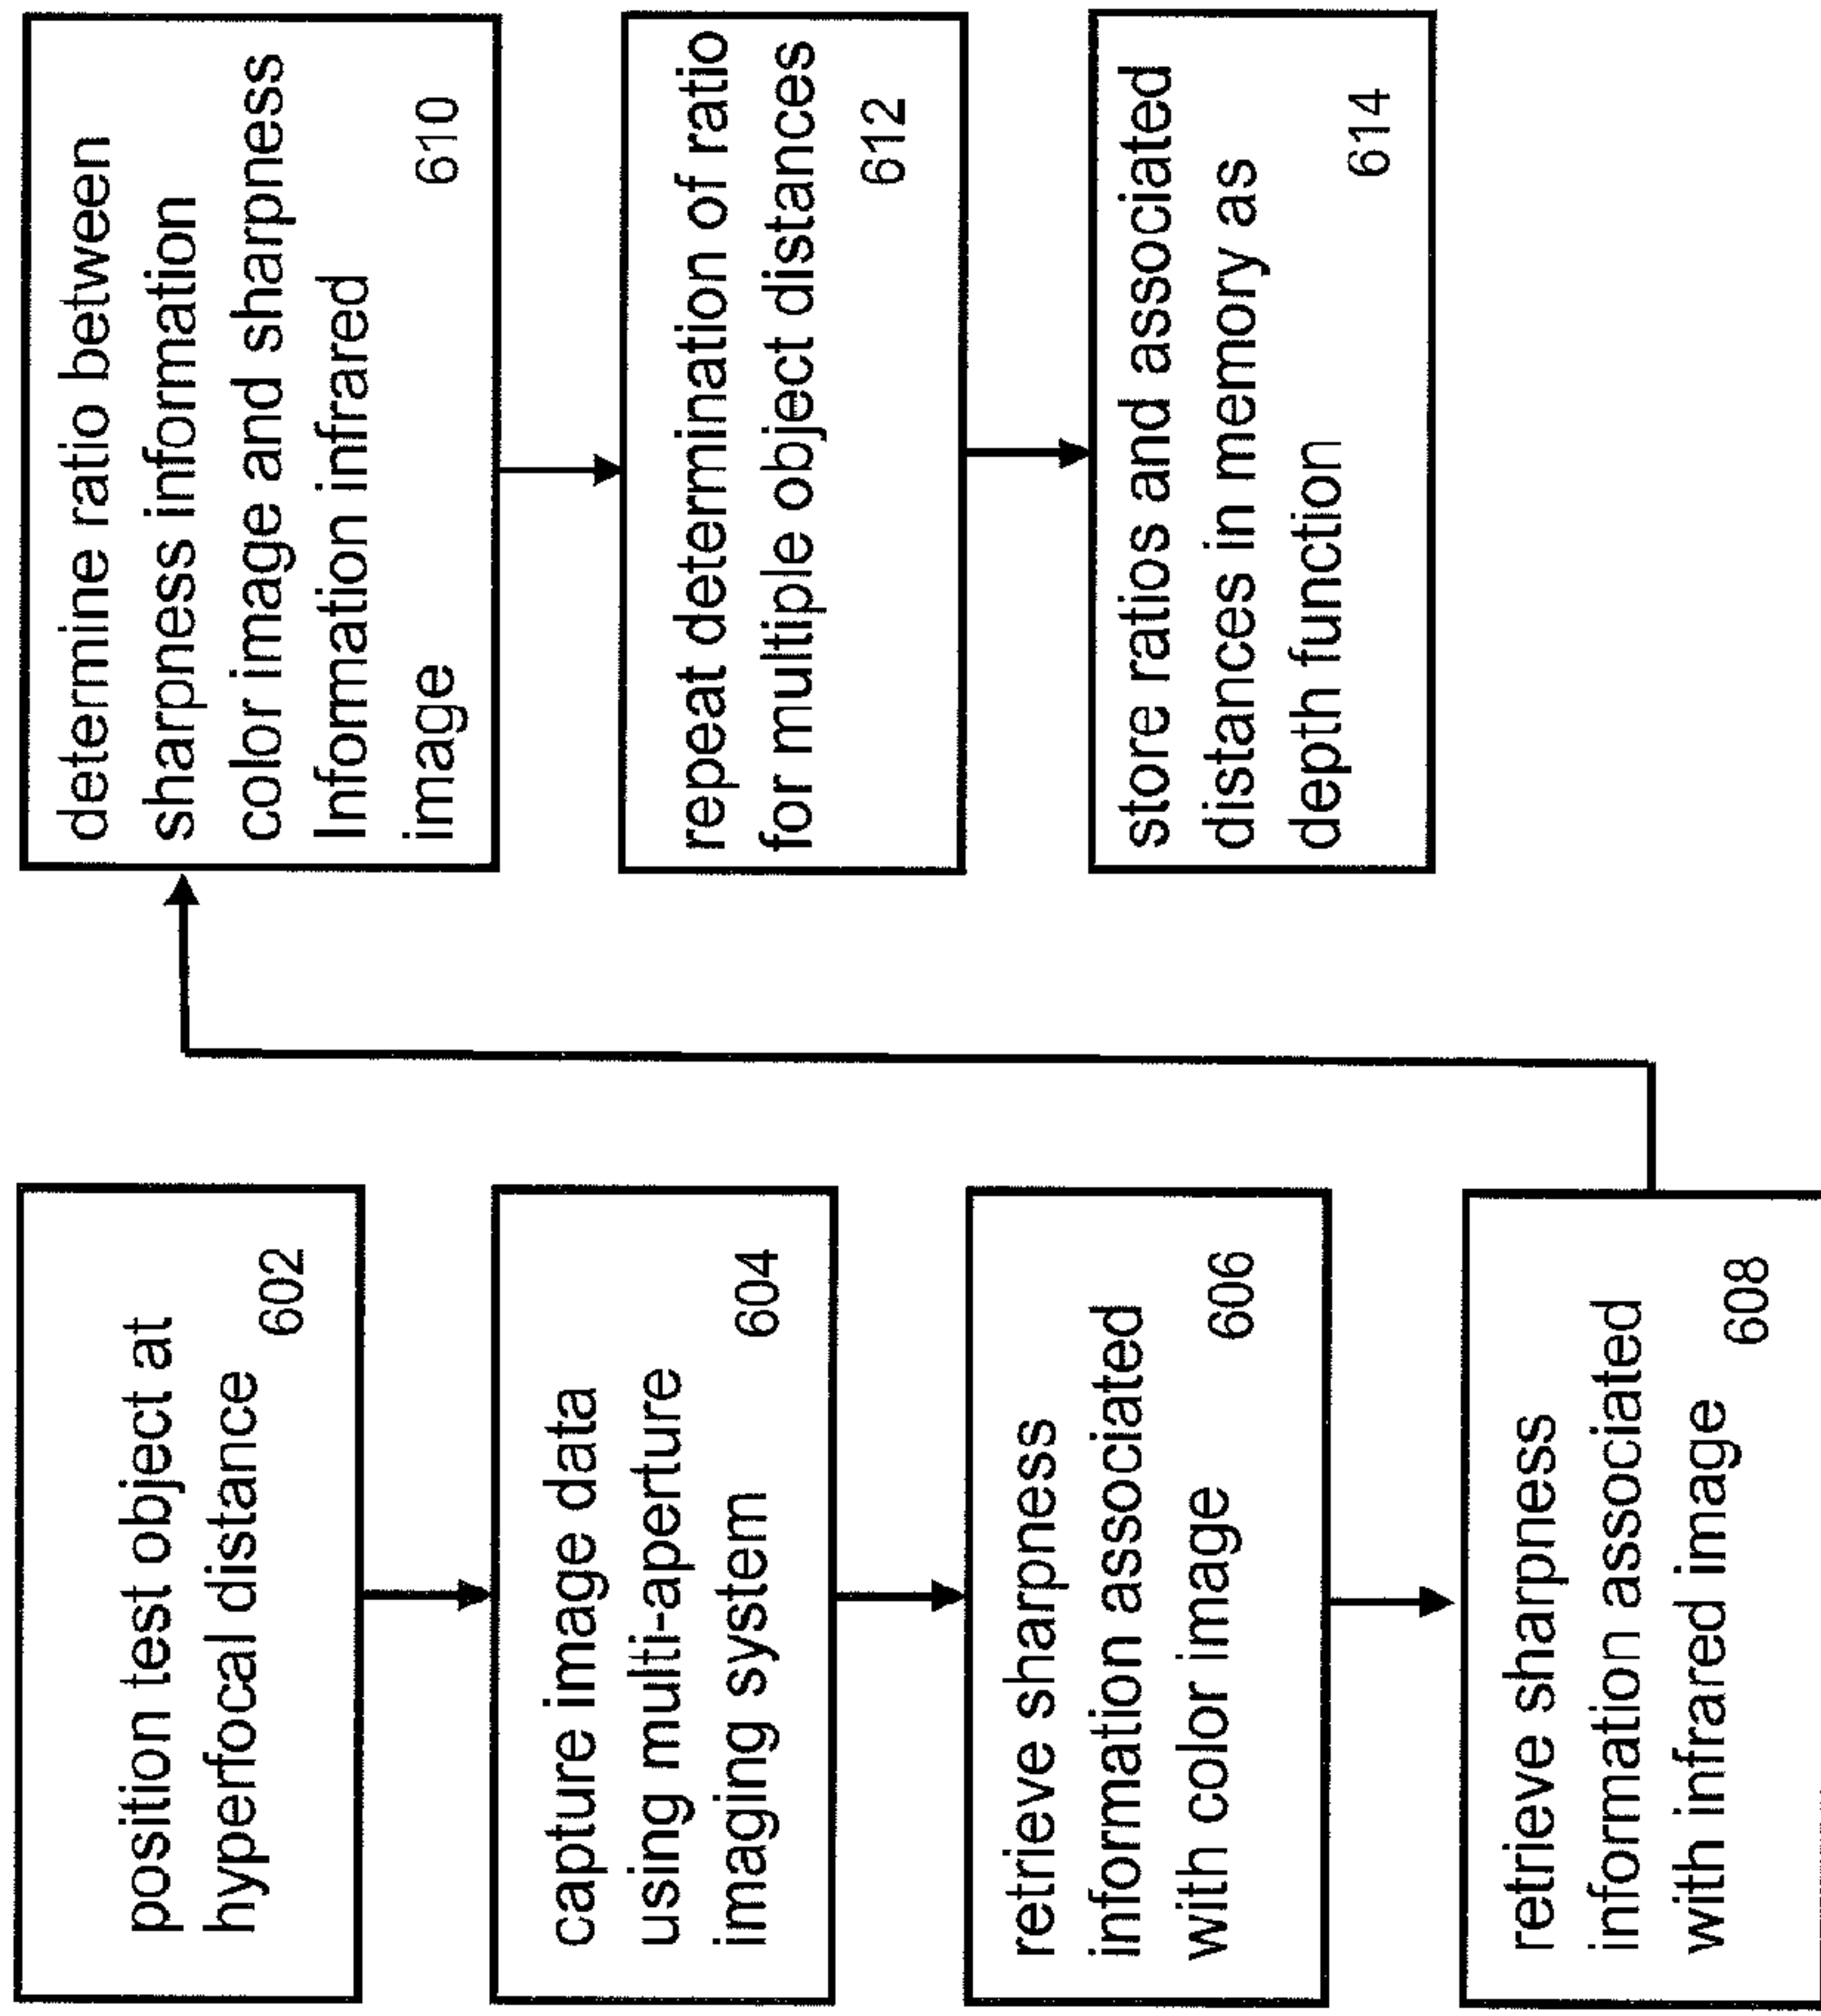 position test object at
hyperfocal distance
602
capture image data
using multi-aperture
imaging system
604
retrieve sharpness
information associated
with color image
606
retrieve sharpness
information associated
with infrared image
608
determine ratio between
sharpness information
color image and sharpness
Information infrared
image
610
repeat determination of ratio
for multiple object distances
612
store ratios and associated
distances in memory as
depth function
614